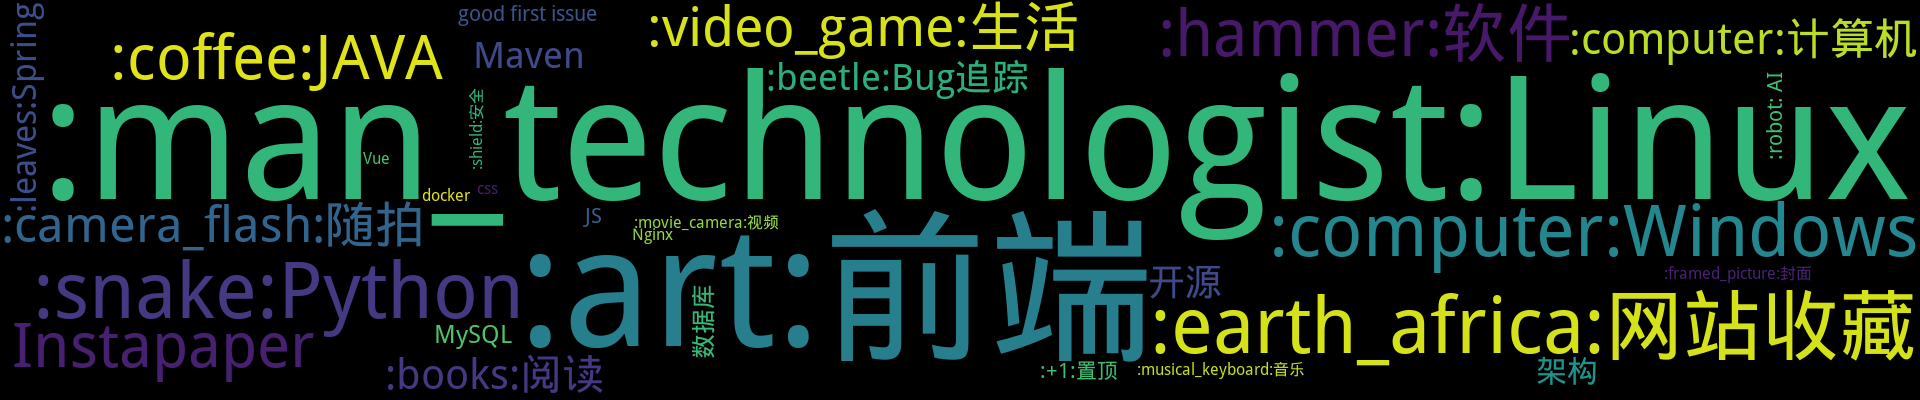 :leaves:Spring
good first issue
:coffee:JAVA
Maven
:video_game:生活
:hammer:软件
:computer:计算机
:beetle:Bug追踪
:man_technologist:Linux
:shield:安全
:robot: AI
Vue
docker
css
:camera_flash:随拍
JS
:movie_camera:视频
Nginx
:computer:Windows
:snake:Python
:art:前端
开源
:framed_picture:封面
数据库
:earth_africa:网站收藏
Instapaper
MySQL
:books:阅读
:+1:置顶
:musical_keyboard:音乐
架构